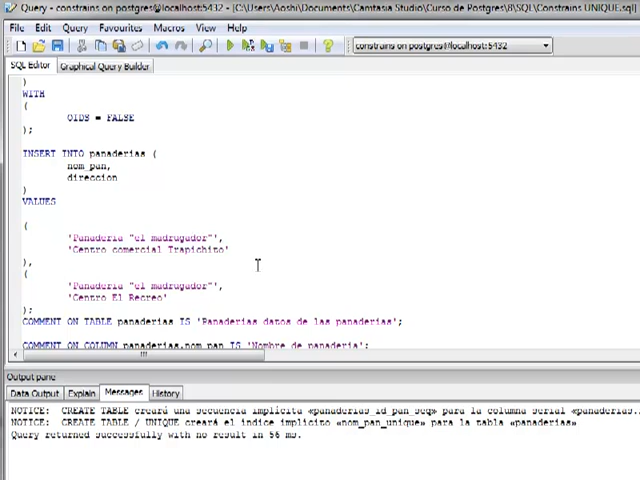 Query - constrains on postgres@localhost:5432 - [C:\Users\Aoshi\Documents\Camtasia Studio\Curso de Postgres\8\SQL\Constrains UNIQUE.sql]
File Edit Query Favourites Macros View Help
constrains on postgres@localhost:5432
SQL Editor Graphical Query Builder
)
WITH
(
OIDS = FALSE
);
INSERT INTO panaderias (
nom_pan,
direccion
)
VALUES
(
'Panaderia "el madrugador"',
'Centro comercial Trapichito'
),
(
'Panaderia "el madrugador"',
'Centro El Recreo'
);
COMMENT ON TABLE panaderias IS 'Panaderias datos de las panaderias';
COMMENT ON COLUMN panaderias.nom_pan IS 'Nombre de panaderia';
Output pane
Data Output Explain Messages History
NOTICE: CREATE TABLE creará una secuencia implícita «panaderias_id_pan_seq» para la columna serial «panaderias.
NOTICE: CREATE TABLE / UNIQUE creará el índice implícito «nom_pan_unique» para la tabla «panaderias»
Query returned successfully with no result in 56 ms.